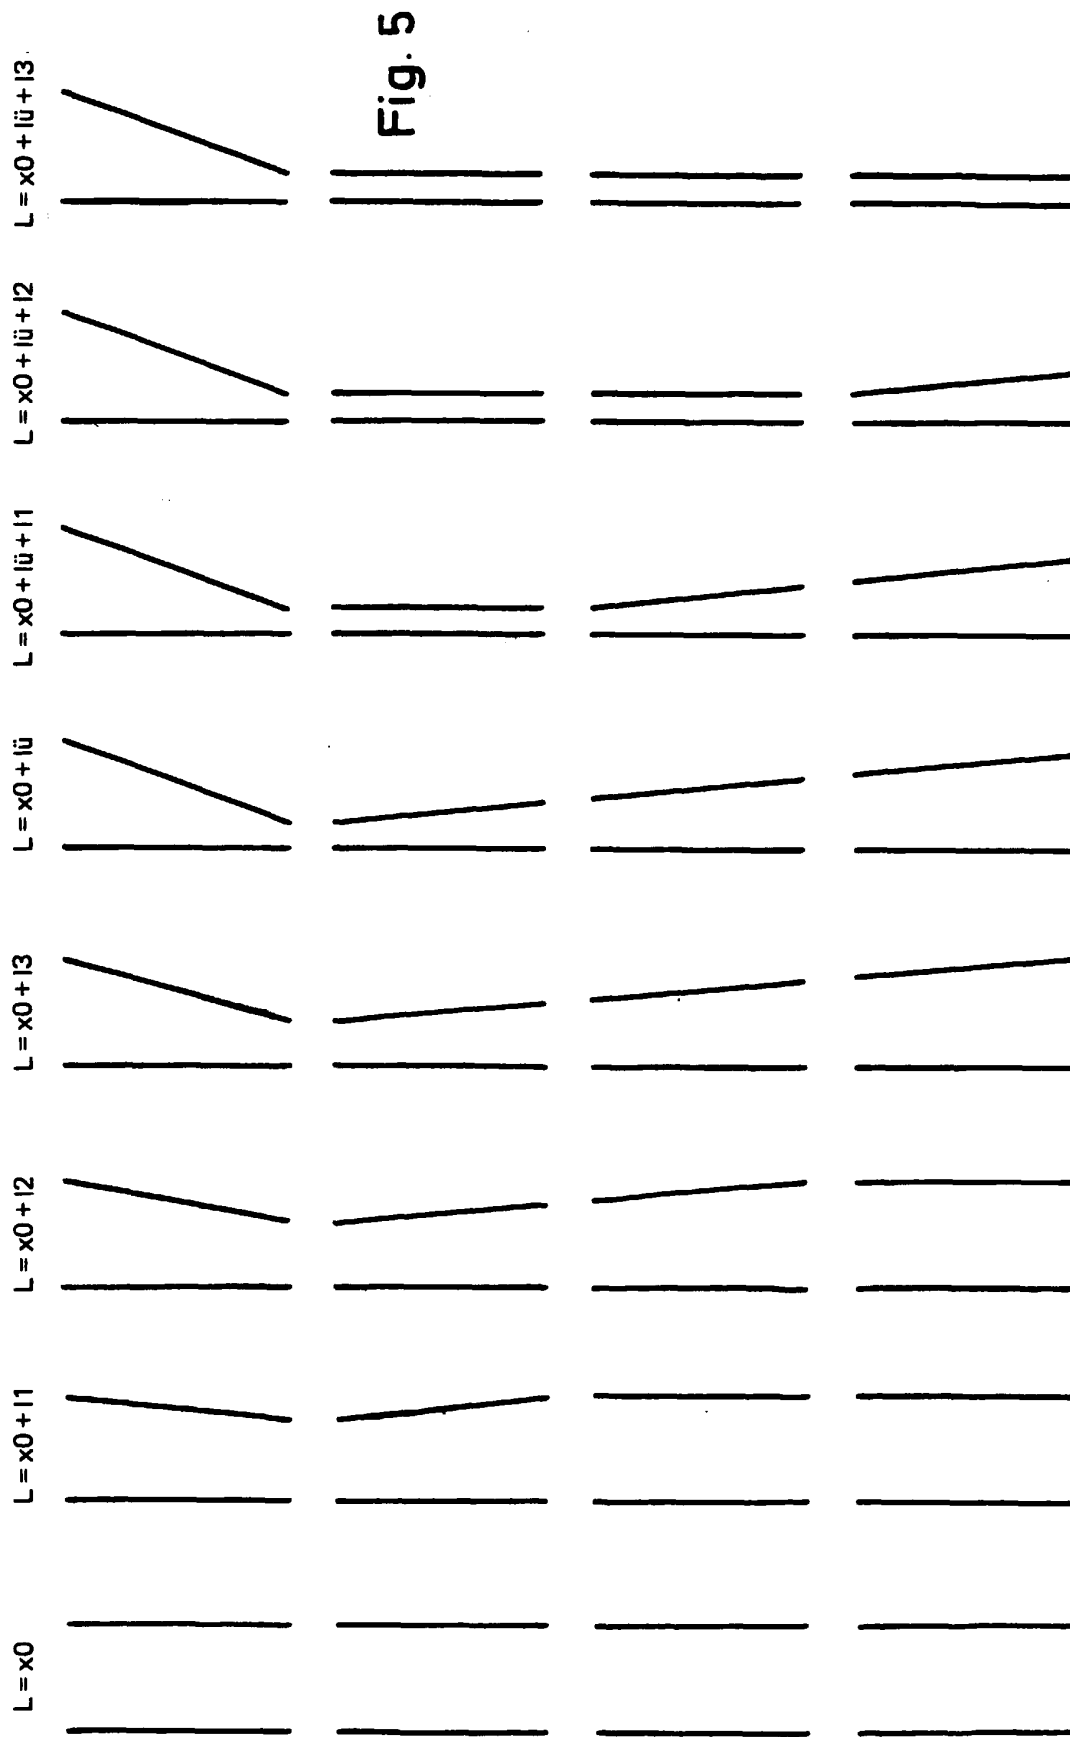 L = x0
L = x0 + l1
L = x0 + l2
L = x0 + l3
L = x0 + lü
L = x0 + lü + l1
L = x0 + lü + l2
L = x0 + lü + l3
Fig. 5